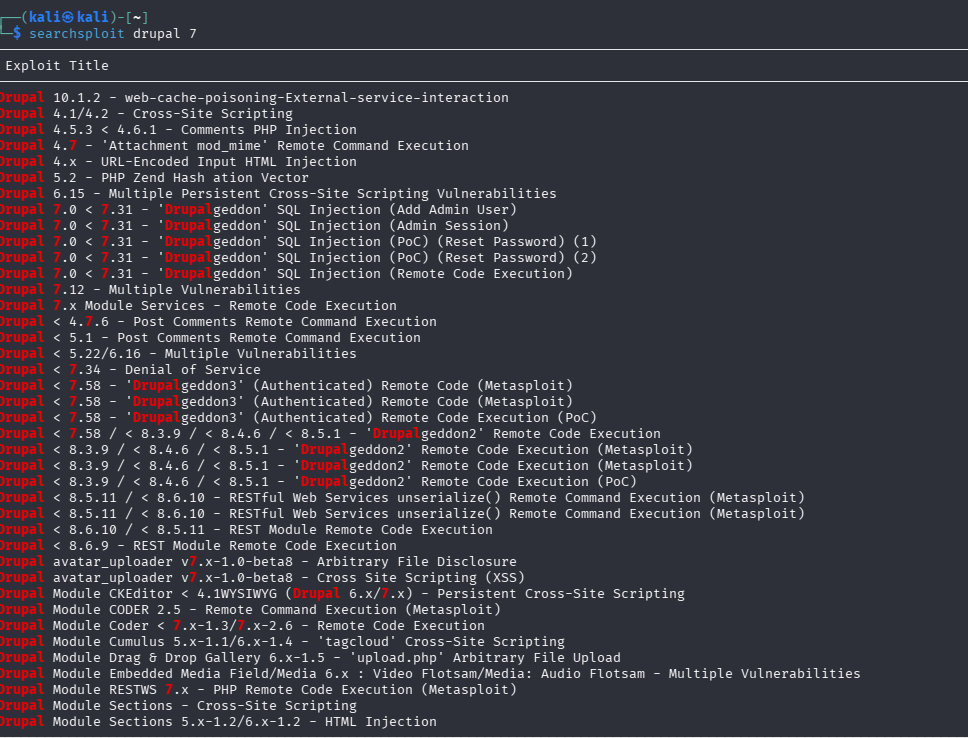 ┌──(kali㉿kali)-[~]
└─$ searchsploit drupal 7
Exploit Title
Drupal 10.1.2 - web-cache-poisoning-External-service-interaction
Drupal 4.1/4.2 - Cross-Site Scripting
Drupal 4.5.3 < 4.6.1 - Comments PHP Injection
Drupal 4.7 - 'Attachment mod_mime' Remote Command Execution
Drupal 4.x - URL-Encoded Input HTML Injection
Drupal 5.2 - PHP Zend Hash ation Vector
Drupal 6.15 - Multiple Persistent Cross-Site Scripting Vulnerabilities
Drupal 7.0 < 7.31 - 'Drupalgeddon' SQL Injection (Add Admin User)
Drupal 7.0 < 7.31 - 'Drupalgeddon' SQL Injection (Admin Session)
Drupal 7.0 < 7.31 - 'Drupalgeddon' SQL Injection (PoC) (Reset Password) (1)
Drupal 7.0 < 7.31 - 'Drupalgeddon' SQL Injection (PoC) (Reset Password) (2)
Drupal 7.0 < 7.31 - 'Drupalgeddon' SQL Injection (Remote Code Execution)
Drupal 7.12 - Multiple Vulnerabilities
Drupal 7.x Module Services - Remote Code Execution
Drupal < 4.7.6 - Post Comments Remote Command Execution
Drupal < 5.1 - Post Comments Remote Command Execution
Drupal < 5.22/6.16 - Multiple Vulnerabilities
Drupal < 7.34 - Denial of Service
Drupal < 7.58 - 'Drupalgeddon3' (Authenticated) Remote Code (Metasploit)
Drupal < 7.58 - 'Drupalgeddon3' (Authenticated) Remote Code (Metasploit)
Drupal < 7.58 - 'Drupalgeddon3' (Authenticated) Remote Code Execution (PoC)
Drupal < 7.58 / < 8.3.9 / < 8.4.6 / < 8.5.1 - 'Drupalgeddon2' Remote Code Execution
Drupal < 8.3.9 / < 8.4.6 / < 8.5.1 - 'Drupalgeddon2' Remote Code Execution (Metasploit)
Drupal < 8.3.9 / < 8.4.6 / < 8.5.1 - 'Drupalgeddon2' Remote Code Execution (Metasploit)
Drupal < 8.3.9 / < 8.4.6 / < 8.5.1 - 'Drupalgeddon2' Remote Code Execution (PoC)
Drupal < 8.5.11 / < 8.6.10 - RESTful Web Services unserialize() Remote Command Execution (Metasploit)
Drupal < 8.5.11 / < 8.6.10 - RESTful Web Services unserialize() Remote Command Execution (Metasploit)
Drupal < 8.6.10 / < 8.5.11 - REST Module Remote Code Execution
Drupal < 8.6.9 - REST Module Remote Code Execution
Drupal avatar_uploader v7.x-1.0-beta8 - Arbitrary File Disclosure
Drupal avatar_uploader v7.x-1.0-beta8 - Cross Site Scripting (XSS)
Drupal Module CKEditor < 4.1WYSIWYG (Drupal 6.x/7.x) - Persistent Cross-Site Scripting
Drupal Module CODER 2.5 - Remote Command Execution (Metasploit)
Drupal Module Coder < 7.x-1.3/7.x-2.6 - Remote Code Execution
Drupal Module Cumulus 5.x-1.1/6.x-1.4 - 'tagcloud' Cross-Site Scripting
Drupal Module Drag & Drop Gallery 6.x-1.5 - 'upload.php' Arbitrary File Upload
Drupal Module Embedded Media Field/Media 6.x : Video Flotsam/Media: Audio Flotsam - Multiple Vulnerabilities
Drupal Module RESTWS 7.x - PHP Remote Code Execution (Metasploit)
Drupal Module Sections - Cross-Site Scripting
Drupal Module Sections 5.x-1.2/6.x-1.2 - HTML Injection